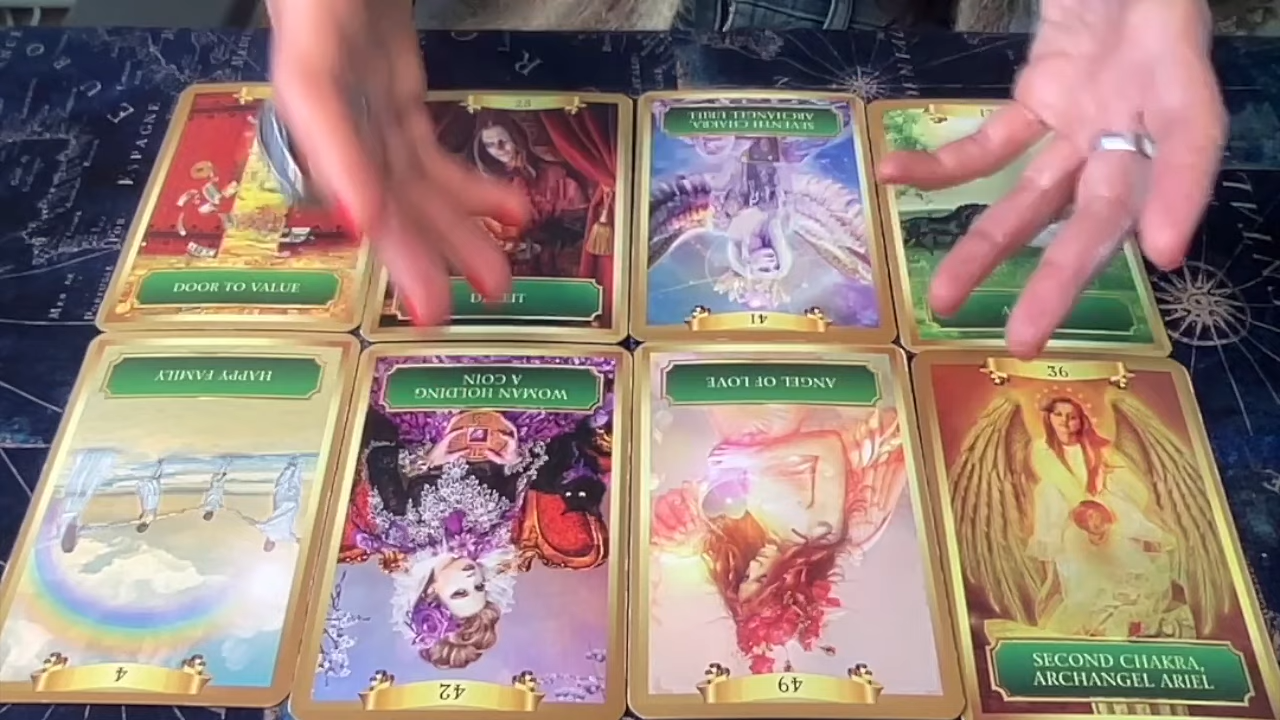 25
SEVENTH CHAKRA,
ARCHANGEL URIEL
DOOR TO VALUE
41
HAPPY FAMILY
WOMAN HOLDING
A COIN
ANGEL OF LOVE
36
4
42
49
SECOND CHAKRA,
ARCHANGEL ARIEL